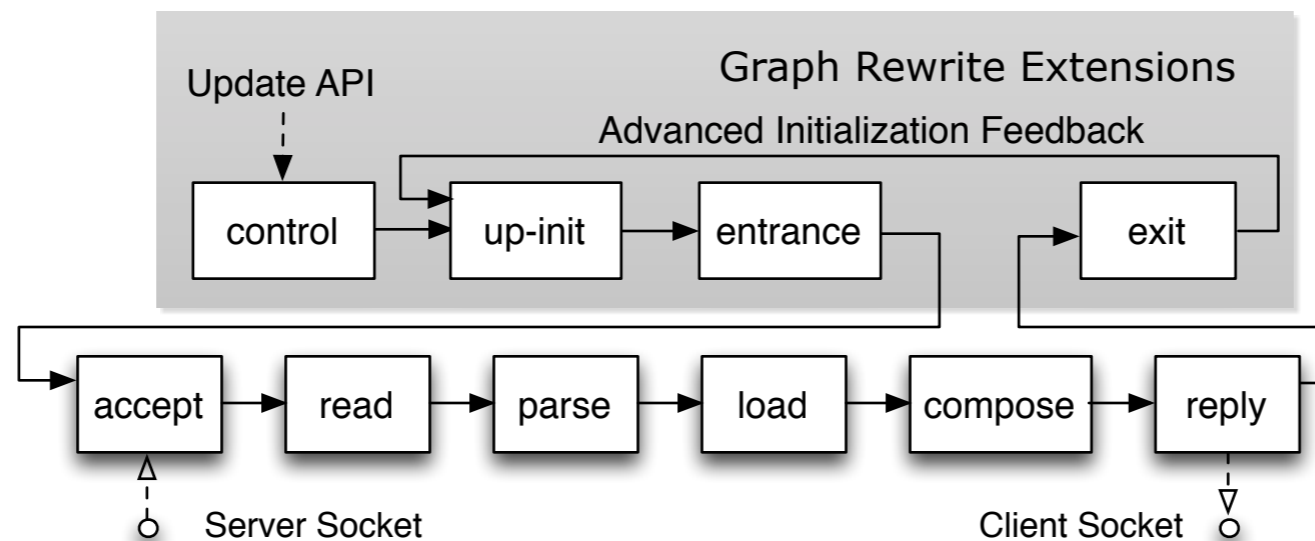 Graph Rewrite Extensions
Update API
Advanced Initialization Feedback
control
up-init
entrance
exit
accept
read
parse
load
compose
reply
Server Socket
Client Socket